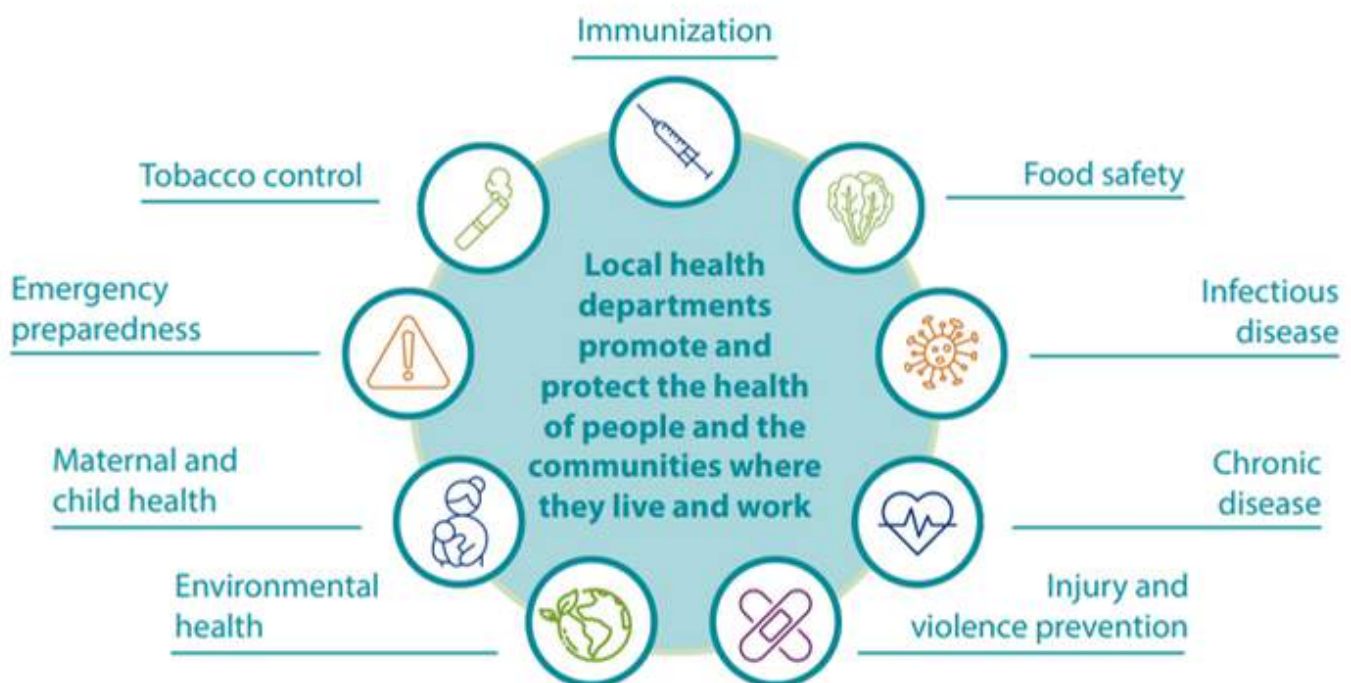 Immunization
Tobacco control
Food safety
Emergency
preparedness
Infectious
disease
Local health
departments
promote and
protect the health
of people and the
communities where
they live and work
Maternal and
child health
Chronic
disease
Environmental
health
Injury and
violence prevention